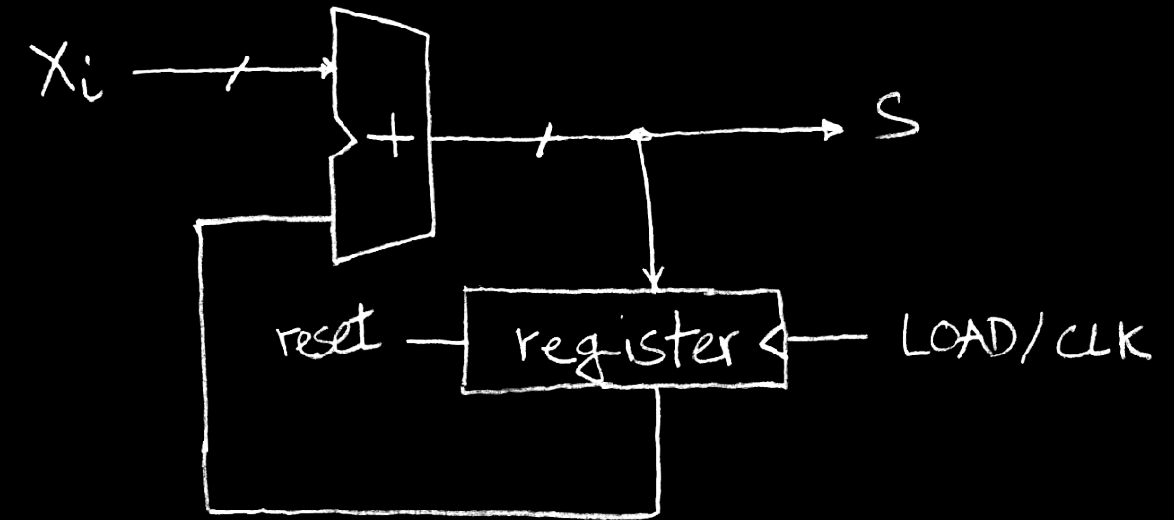 Xi
+
S
reset
register
LOAD/CLK